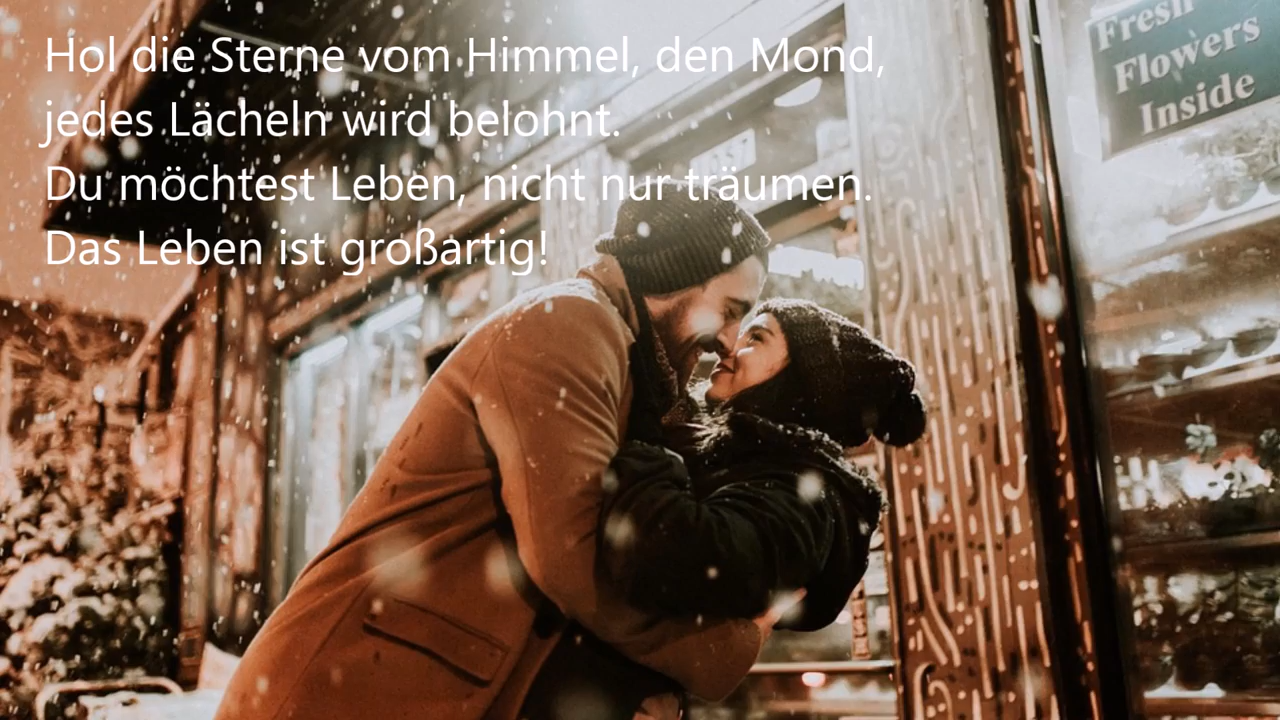 Hol die Sterne vom Himmel, den Mond,
jedes Lächeln wird belohnt.
Du möchtest Leben, nicht nur träumen.
Das Leben ist großartig!
Fresh
Flowers
Inside